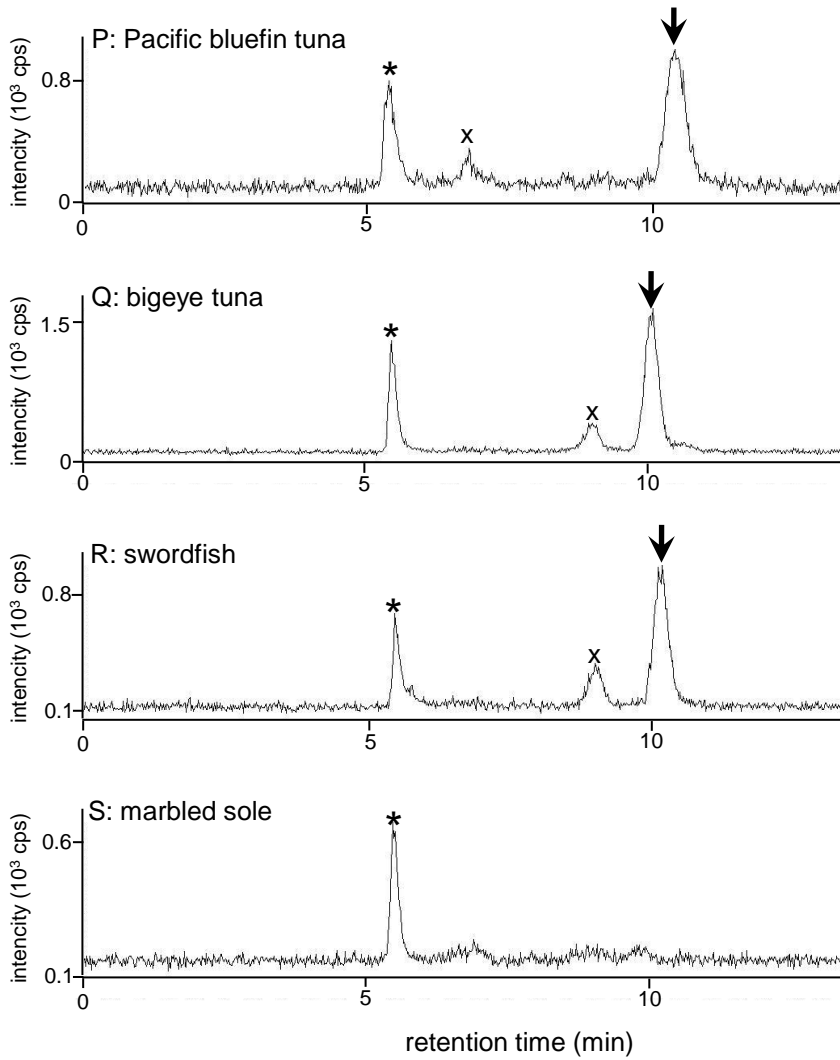 P: Pacific bluefin tuna
intencity (10³ cps)
0.8
0
*
x
0
5
10
Q: bigeye tuna
intencity (10³ cps)
1.5
0
*
x
0
5
10
R: swordfish
intencity (10³ cps)
0.8
0.1
*
x
0
5
10
S: marbled sole
intencity (10³ cps)
0.6
0.1
*
0
5
10
retention time (min)